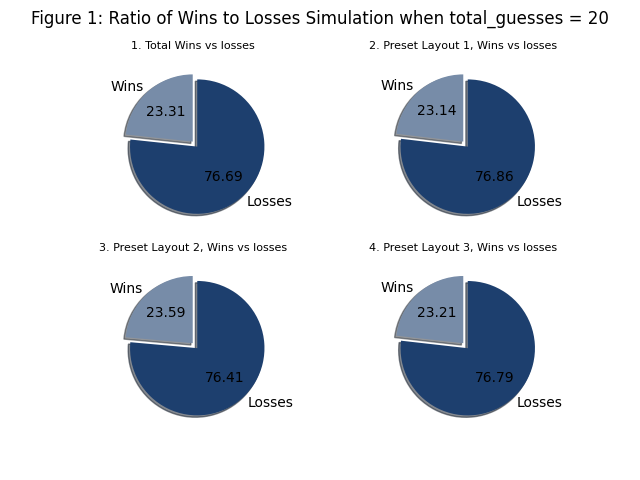 Figure 1: Ratio of Wins to Losses Simulation when total_guesses = 20
1. Total Wins vs losses
Wins
23.31
76.69
Losses
2. Preset Layout 1, Wins vs losses
Wins
23.14
76.86
Losses
3. Preset Layout 2, Wins vs losses
Wins
23.59
76.41
Losses
4. Preset Layout 3, Wins vs losses
Wins
23.21
76.79
Losses